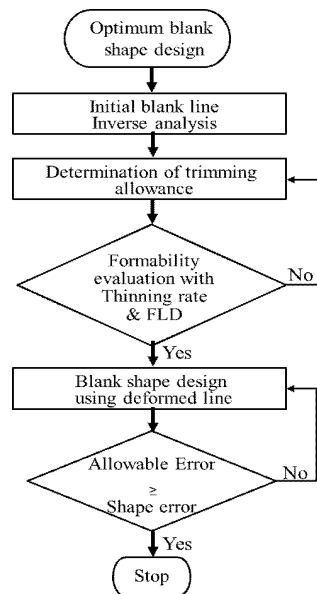 Optimum blank
shape design
Initial blank line
Inverse analysis
Determination of trimming
allowance
Formability
evaluation with
Thinning rate
& FLD
No
Yes
Blank shape design
using deformed line
Allowable Error
≥
Shape error
No
Yes
Stop